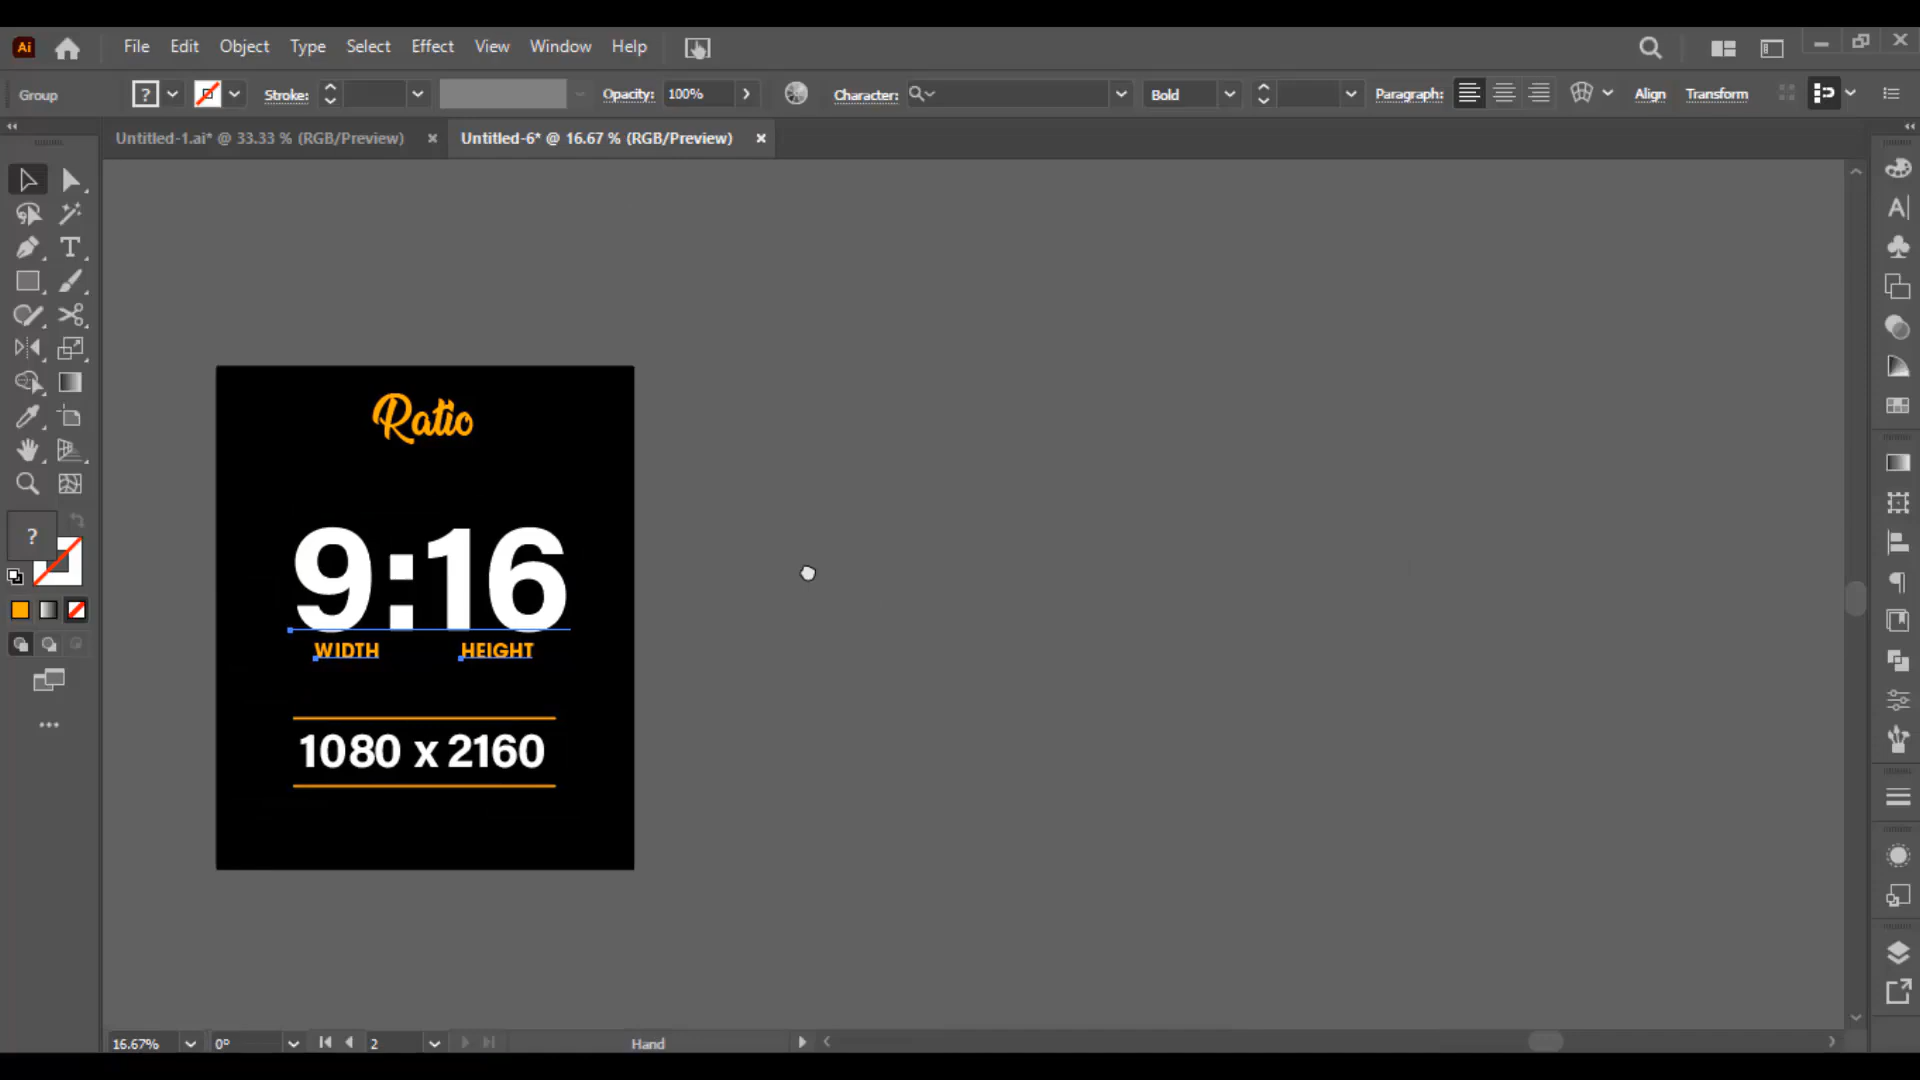 Ai File Edit Object Type Select Effect View Window Help
Group ? Stroke: Opacity: 100% Character: Bold Paragraph: Align Transform
Untitled-1.ai* @ 33.33 % (RGB/Preview) × Untitled-6* @ 16.67 % (RGB/Preview) ×
Ratio
9:16
WIDTH HEIGHT
1080 x 2160
?
16.67% 0° 2 Hand